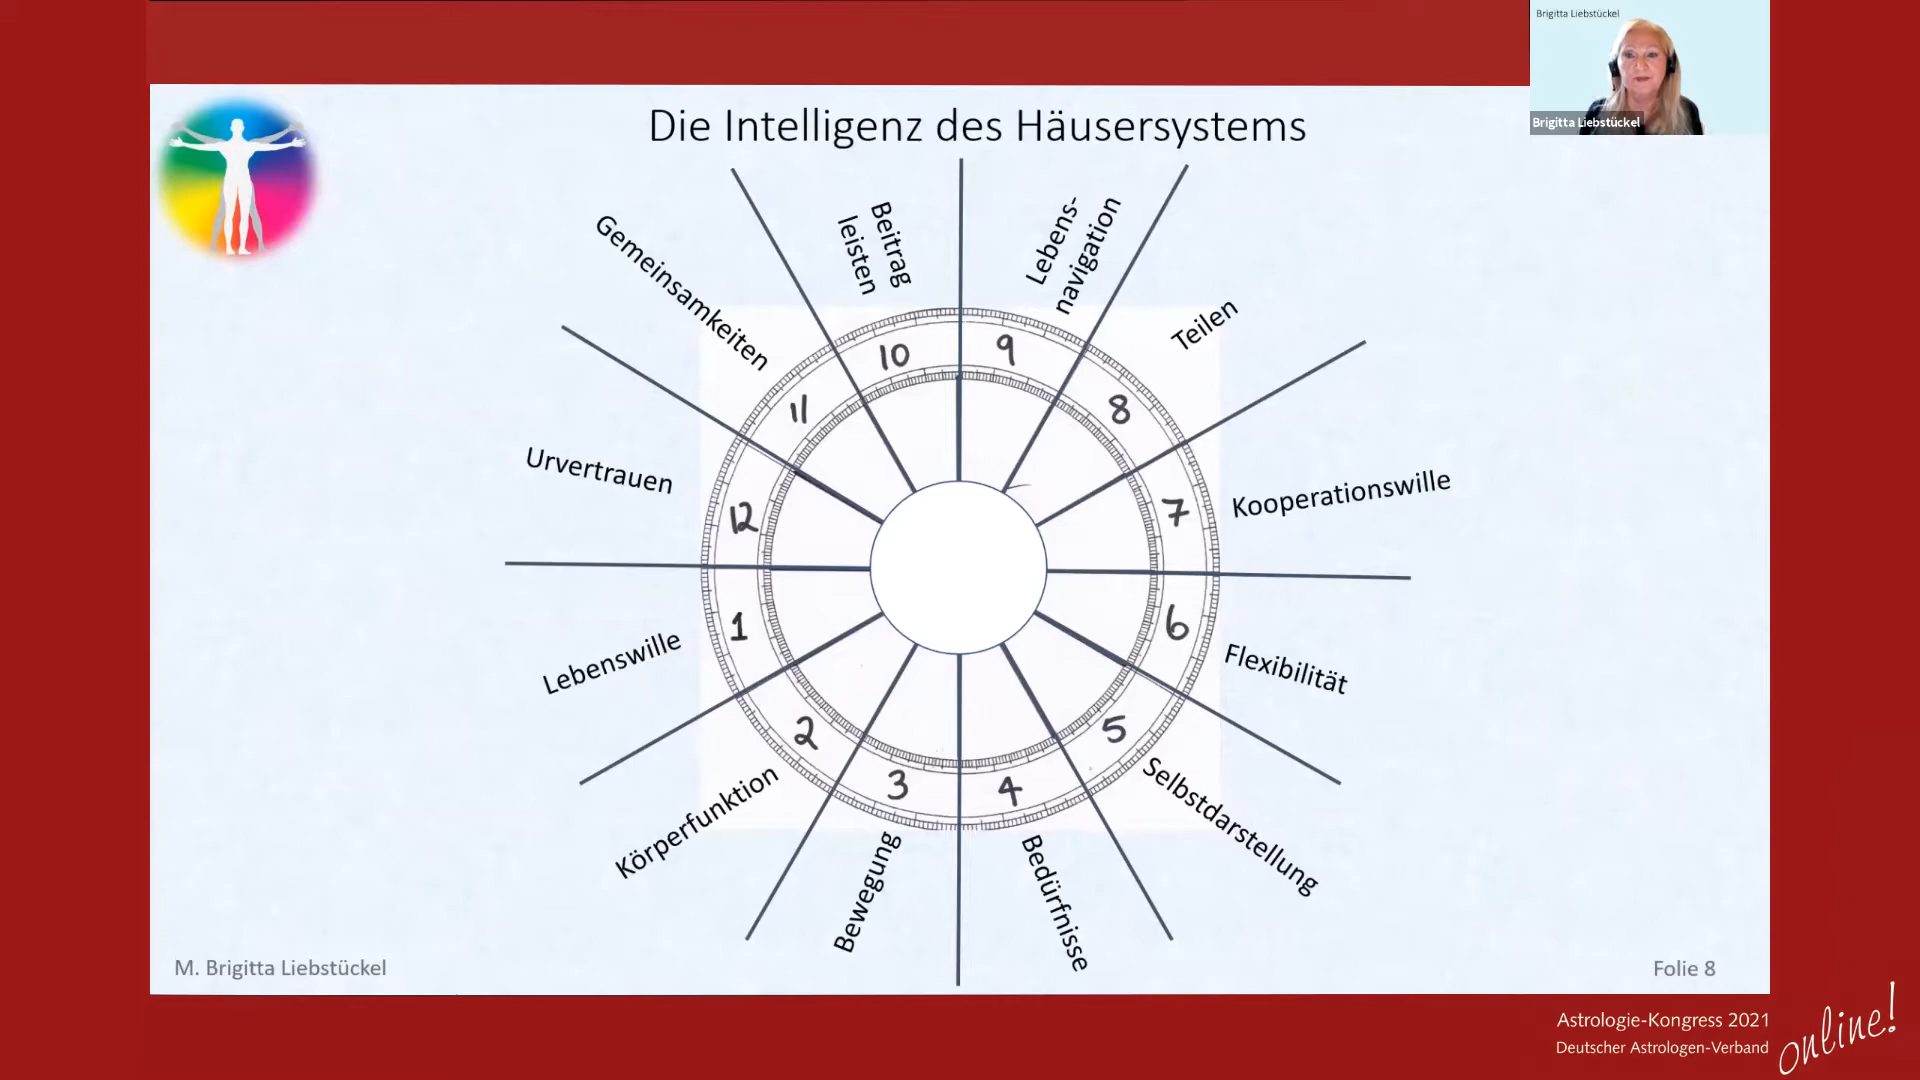 Brigitta Liebstückel
Brigitta Liebstückel
Die Intelligenz des Häusersystems
Beitrag
leisten
Lebens-
navigation
Gemeinsamkeiten
Teilen
10
9
11
8
Urvertrauen
Kooperationswille
12
7
1
6
Lebenswille
Flexibilität
2
5
3
4
Körperfunktion
Selbstdarstellung
Bewegung
Bedürfnisse
M. Brigitta Liebstückel
Folie 8
Astrologie-Kongress 2021
Deutscher Astrologen-Verband
online!